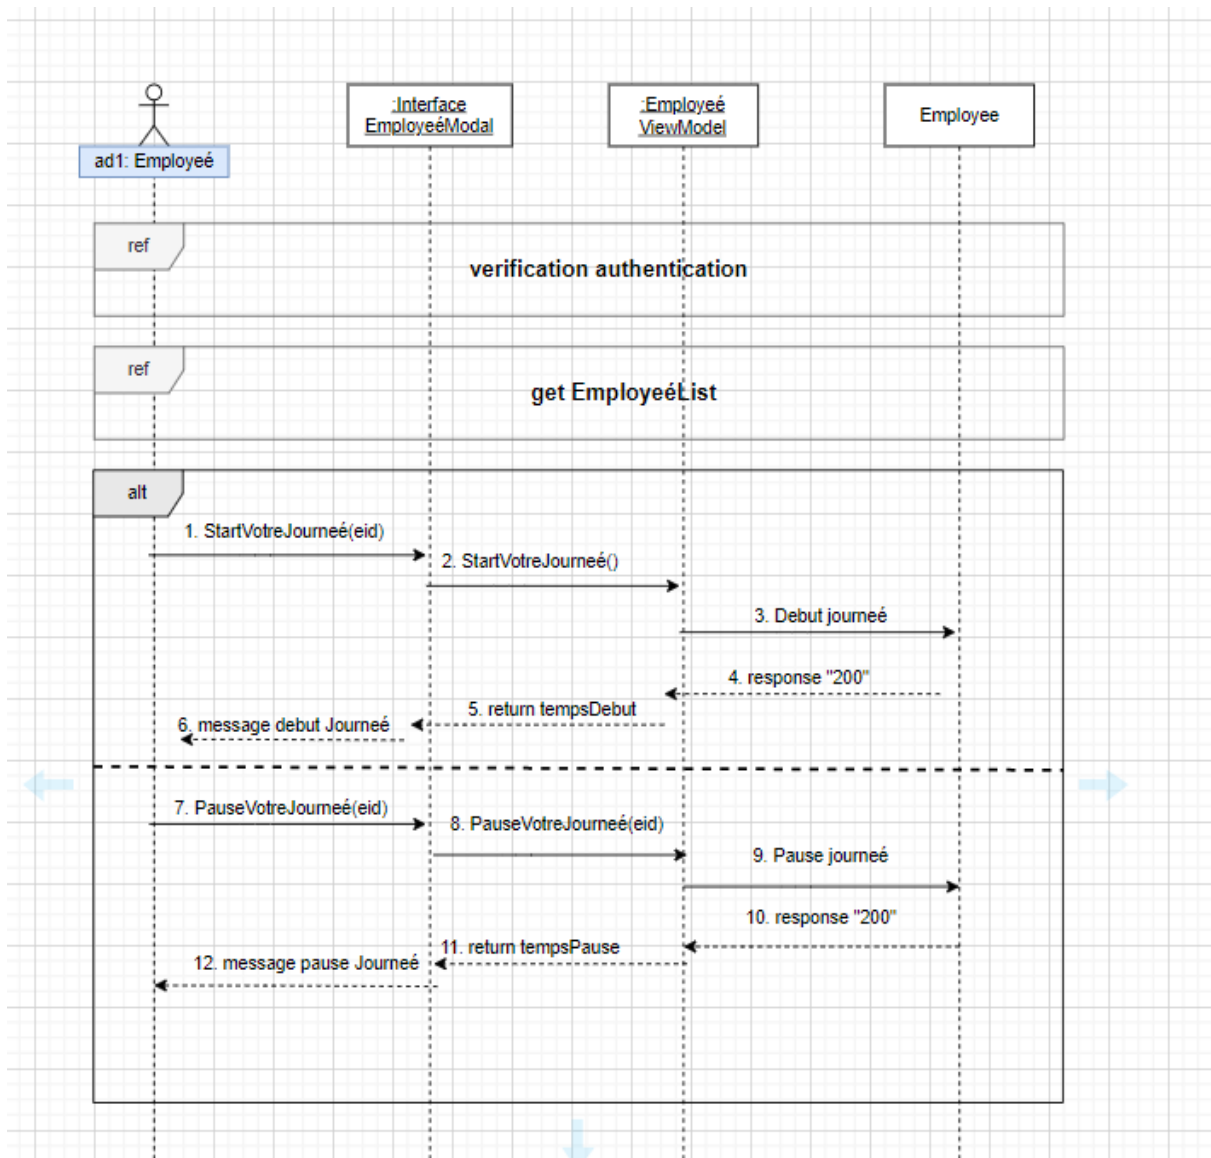 :Interface
EmployeéModal
:Employeé
ViewModel
Employee
ad1: Employeé
ref
verification authentication
ref
get EmployeéList
alt
1. StartVotreJourneé(eid)
2. StartVotreJourneé()
3. Debut journeé
4. response "200"
5. return tempsDebut
6. message debut Journeé
7. PauseVotreJourneé(eid)
8. PauseVotreJourneé(eid)
9. Pause journeé
10. response "200"
11. return tempsPause
12. message pause Journeé